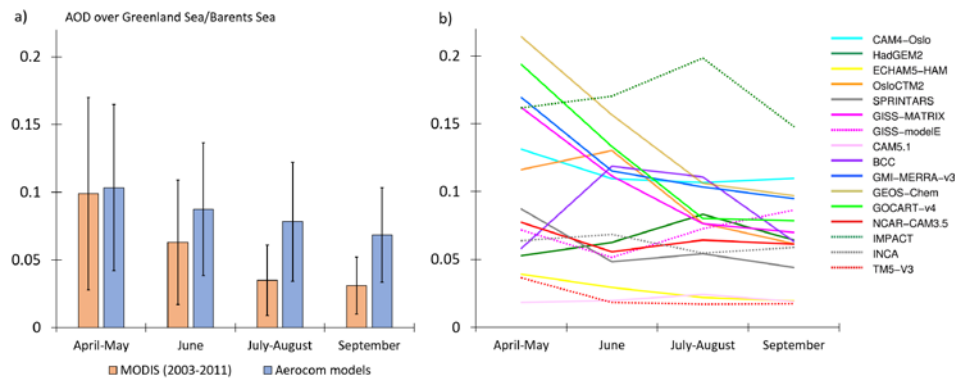 a)
AOD over Greenland Sea/Barents Sea
0.2
0.15
0.1
0.05
0
April-May
June
July-August
September
MODIS (2003-2011)
Aerocom models
b)
0.2
0.15
0.1
0.05
0
April-May
June
July-August
September
CAM4-Oslo
HadGEM2
ECHAM5-HAM
OsloCTM2
SPRINTARS
GISS-MATRIX
GISS-modelE
CAM5.1
BCC
GMI-MERRA-v3
GEOS-Chem
GOCART-v4
NCAR-CAM3.5
IMPACT
INCA
TM5-V3